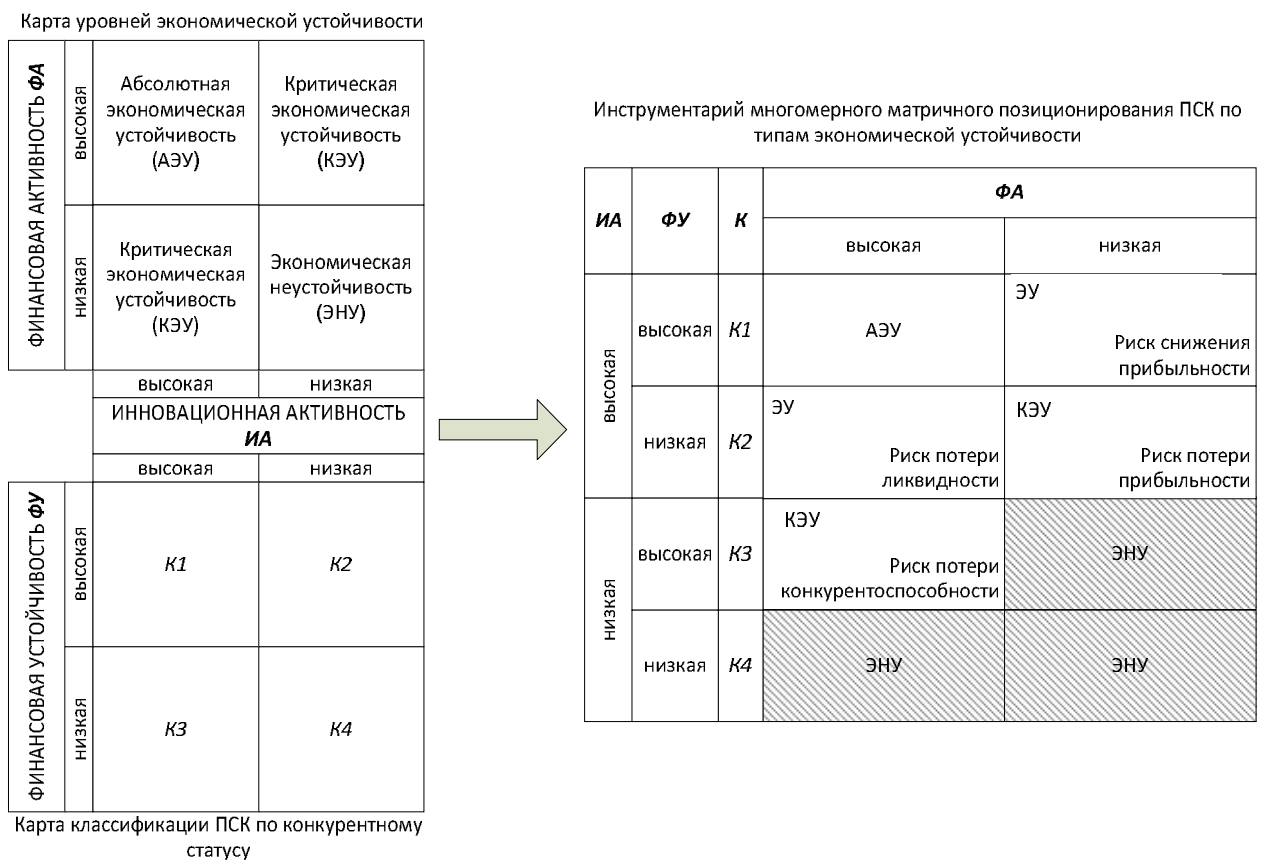 Карта уровней экономической устойчивости
ФИНАНСОВАЯ АКТИВНОСТЬ ФА
высокая
Абсолютная
экономическая
устойчивость
(АЭУ)
Критическая
экономическая
устойчивость
(КЭУ)
низкая
Критическая
экономическая
устойчивость
(КЭУ)
Экономическая
неустойчивость
(ЭНУ)
высокая
низкая
ИННОВАЦИОННАЯ АКТИВНОСТЬ
ИА
высокая
низкая
ФИНАНСОВАЯ УСТОЙЧИВОСТЬ ФУ
высокая
К1
К2
низкая
К3
К4
Карта классификации ПСК по конкурентному
статусу
Инструментарий многомерного матричного позиционирования ПСК по
типам экономической устойчивости
ИА
ФУ
К
ФА
высокая
низкая
высокая
высокая
К1
АЭУ
ЭУ
Риск снижения
прибыльности
низкая
К2
ЭУ
Риск потери
ликвидности
КЭУ
Риск потери
прибыльности
низкая
высокая
К3
КЭУ
Риск потери
конкурентоспособности
ЭНУ
низкая
К4
ЭНУ
ЭНУ